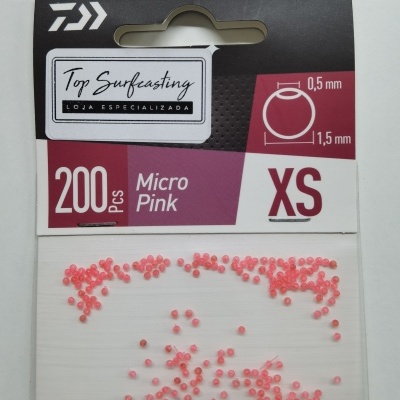 Top Surfcasting
LOJA ESPECIALIZADA
0,5 mm
1,5 mm
200 Pcs
Micro
Pink
XS